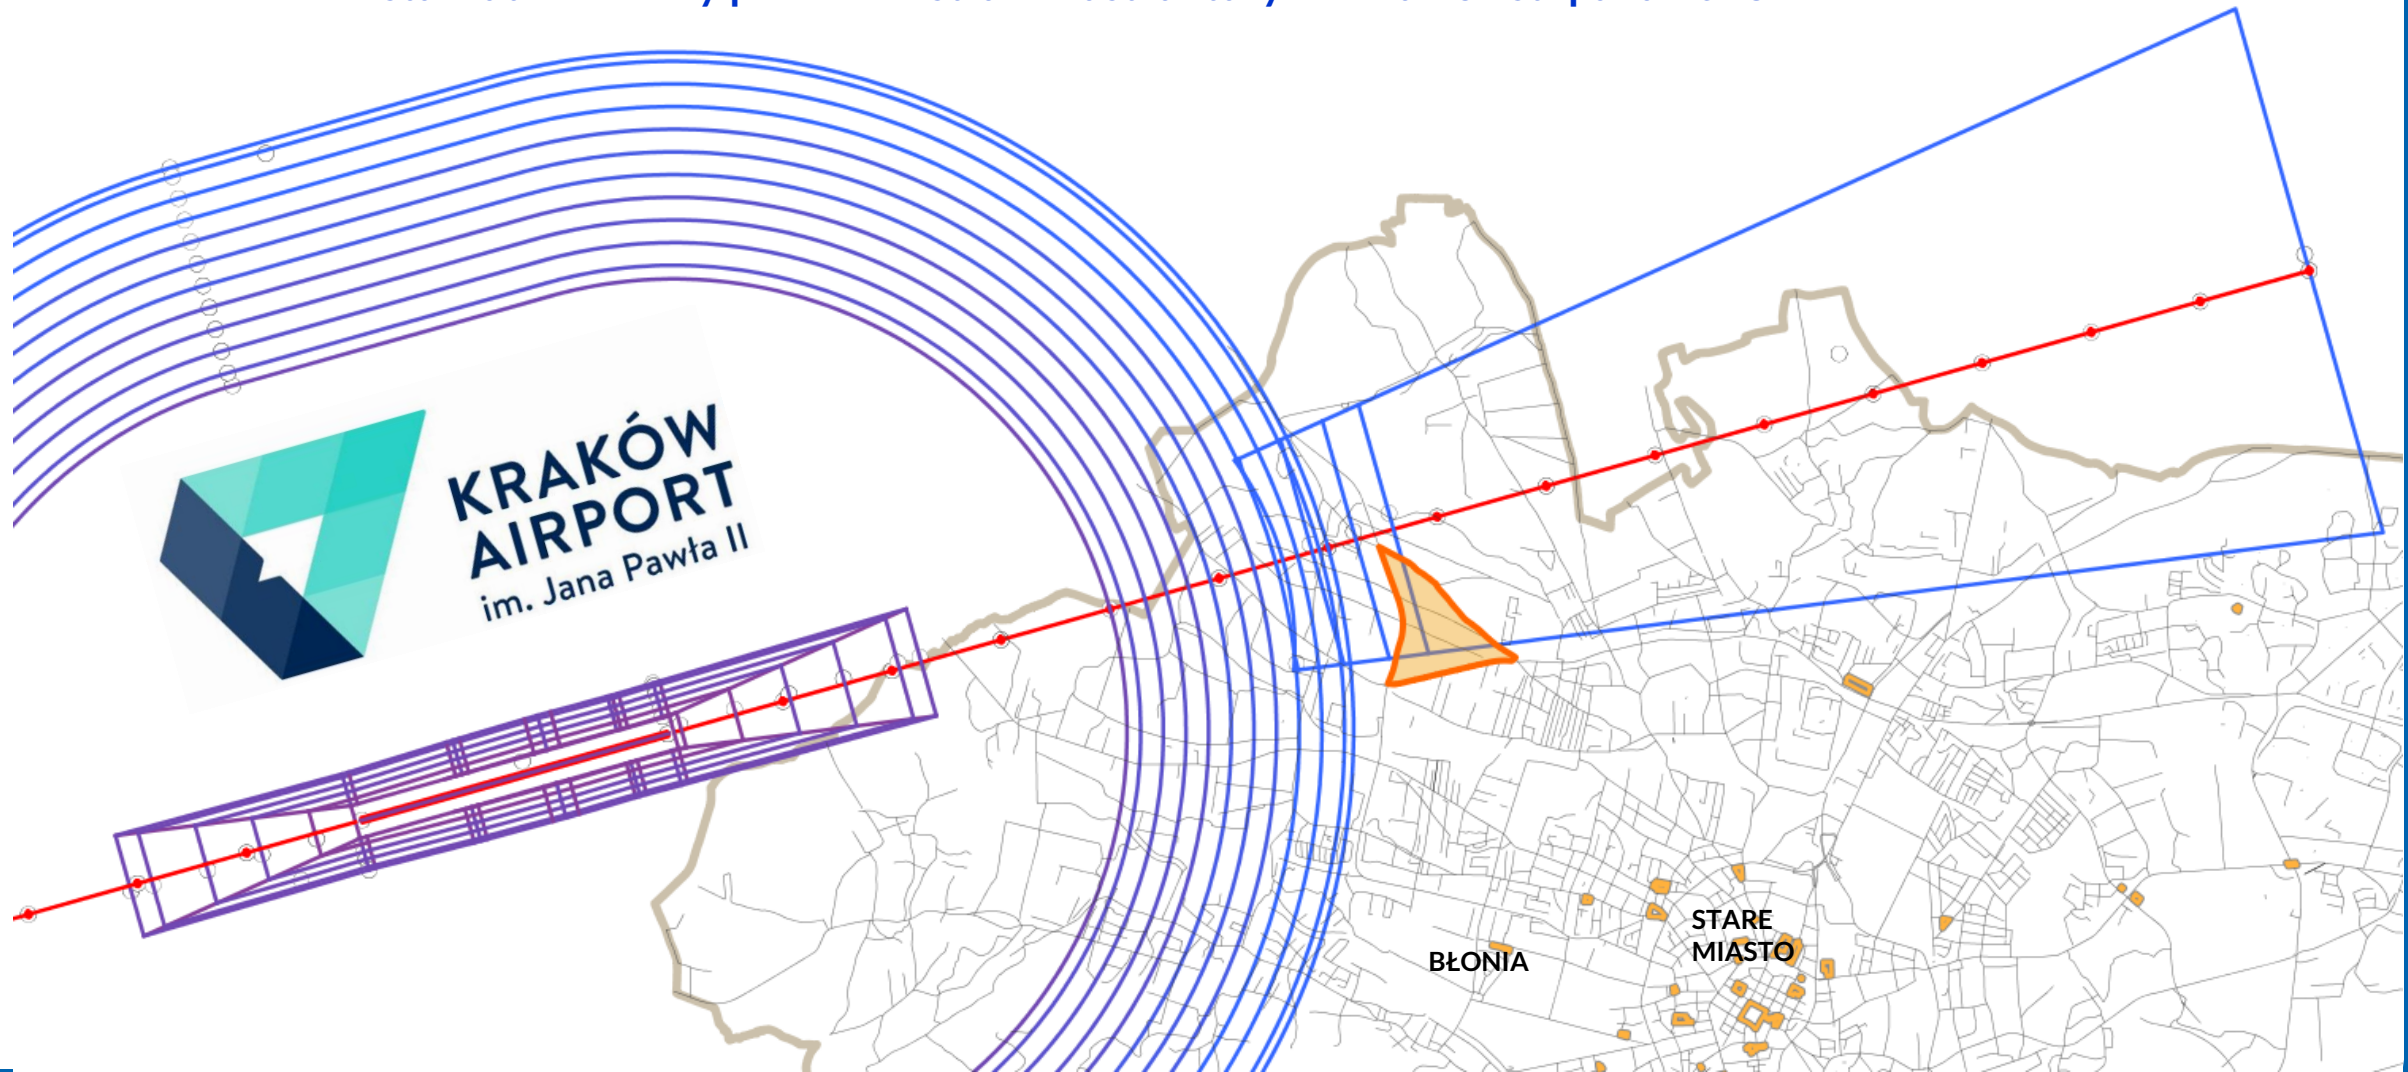 KRAKÓW
AIRPORT
im. Jana Pawła II
STARE
MIASTO
BŁONIA